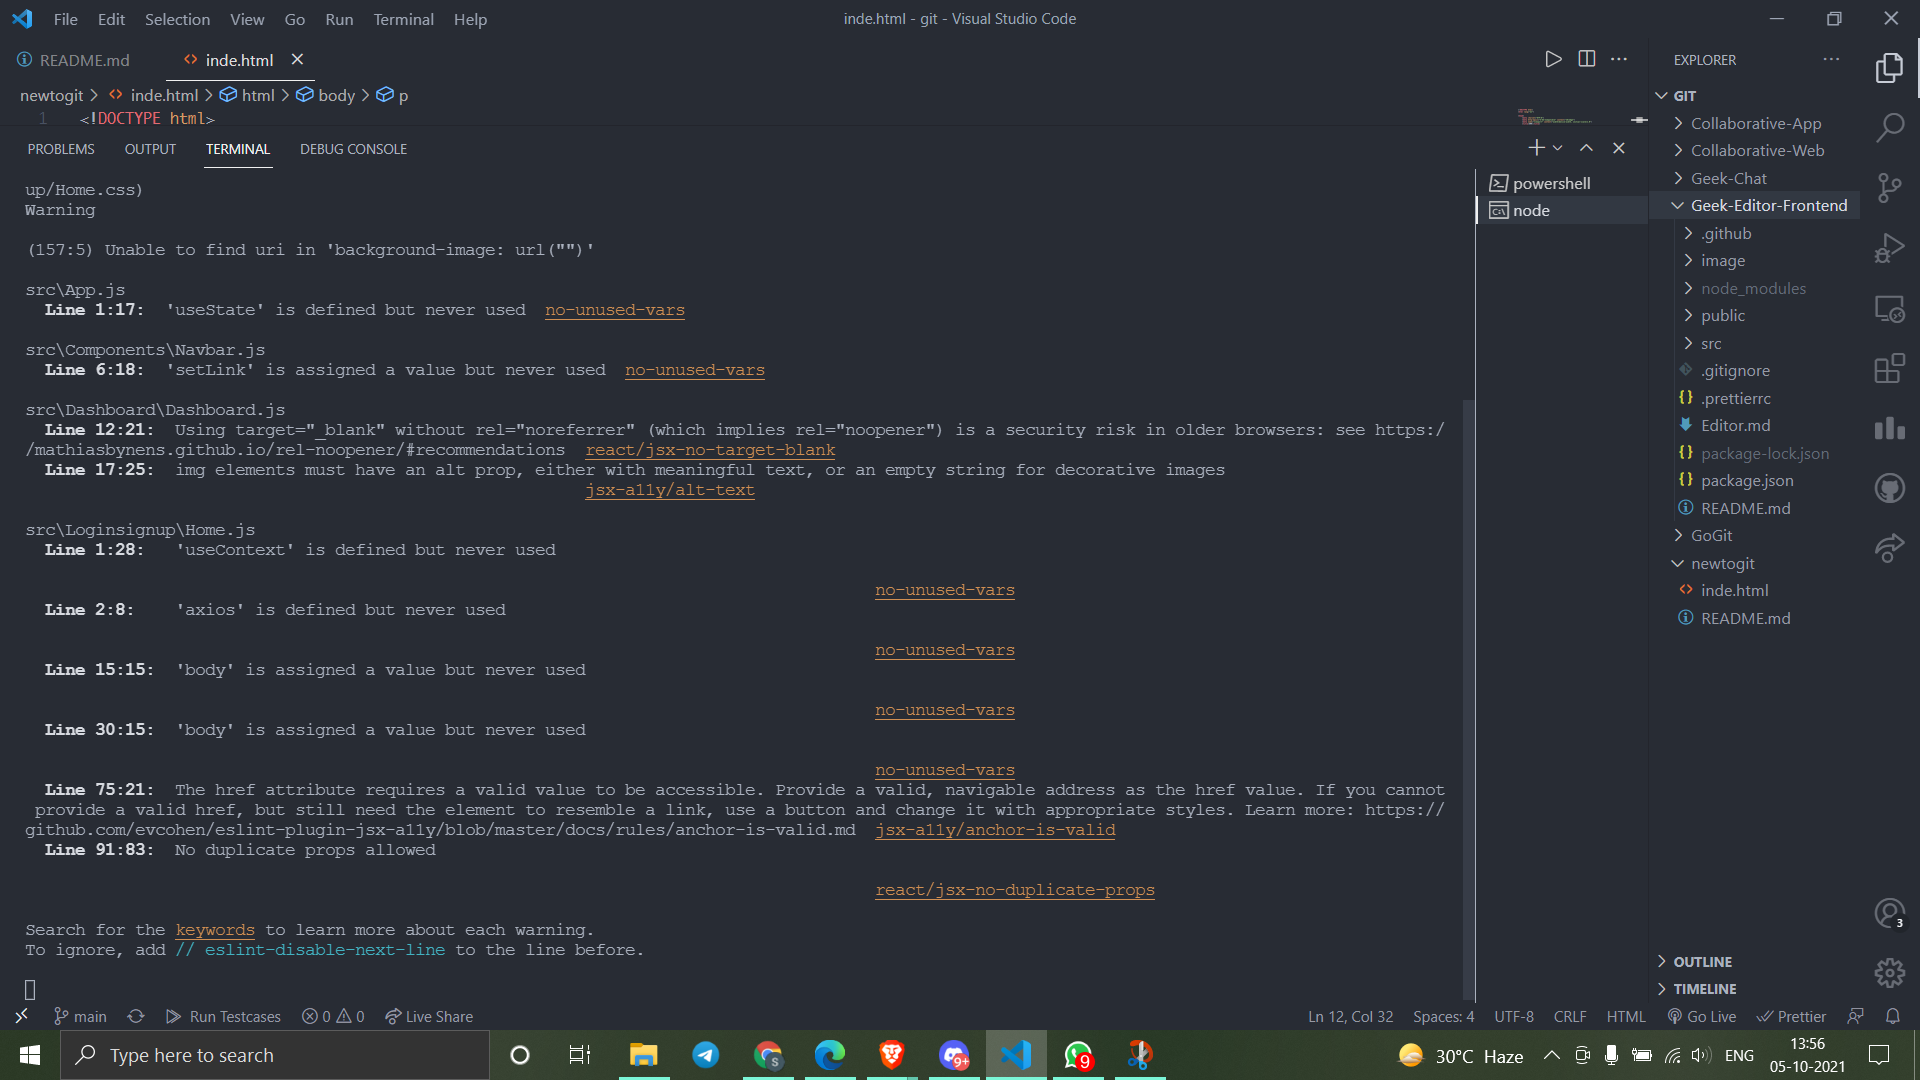 File Edit Selection View Go Run Terminal Help
inde.html - git - Visual Studio Code
README.md
inde.html
newtogit > inde.html > html > body > p
1 <!DOCTYPE html>
PROBLEMS OUTPUT TERMINAL DEBUG CONSOLE
up/Home.css)
Warning
(157:5) Unable to find uri in 'background-image: url("")'
src\App.js
Line 1:17: 'useState' is defined but never used no-unused-vars
src\Components\Navbar.js
Line 6:18: 'setLink' is assigned a value but never used no-unused-vars
src\Dashboard\Dashboard.js
Line 12:21: Using target="_blank" without rel="noreferrer" (which implies rel="noopener") is a security risk in older browsers: see https:/
/mathiasbynens.github.io/rel-noopener/#recommendations react/jsx-no-target-blank
Line 17:25: img elements must have an alt prop, either with meaningful text, or an empty string for decorative images
jsx-a11y/alt-text
src\Loginsignup\Home.js
Line 1:28: 'useContext' is defined but never used
no-unused-vars
Line 2:8: 'axios' is defined but never used
no-unused-vars
Line 15:15: 'body' is assigned a value but never used
no-unused-vars
Line 30:15: 'body' is assigned a value but never used
no-unused-vars
Line 75:21: The href attribute requires a valid value to be accessible. Provide a valid, navigable address as the href value. If you cannot
provide a valid href, but still need the element to resemble a link, use a button and change it with appropriate styles. Learn more: https://
github.com/evcohen/eslint-plugin-jsx-a11y/blob/master/docs/rules/anchor-is-valid.md jsx-a11y/anchor-is-valid
Line 91:83: No duplicate props allowed
react/jsx-no-duplicate-props
Search for the keywords to learn more about each warning.
To ignore, add // eslint-disable-next-line to the line before.
powershell
node
EXPLORER
GIT
Collaborative-App
Collaborative-Web
Geek-Chat
Geek-Editor-Frontend
.github
image
node_modules
public
src
.gitignore
.prettierrc
Editor.md
package-lock.json
package.json
README.md
GoGit
newtogit
inde.html
README.md
OUTLINE
TIMELINE
3
main Run Testcases 0 0 Live Share
Ln 12, Col 32 Spaces: 4 UTF-8 CRLF HTML Go Live Prettier
Type here to search
S
9+
9
30°C Haze
ENG
13:56
05-10-2021